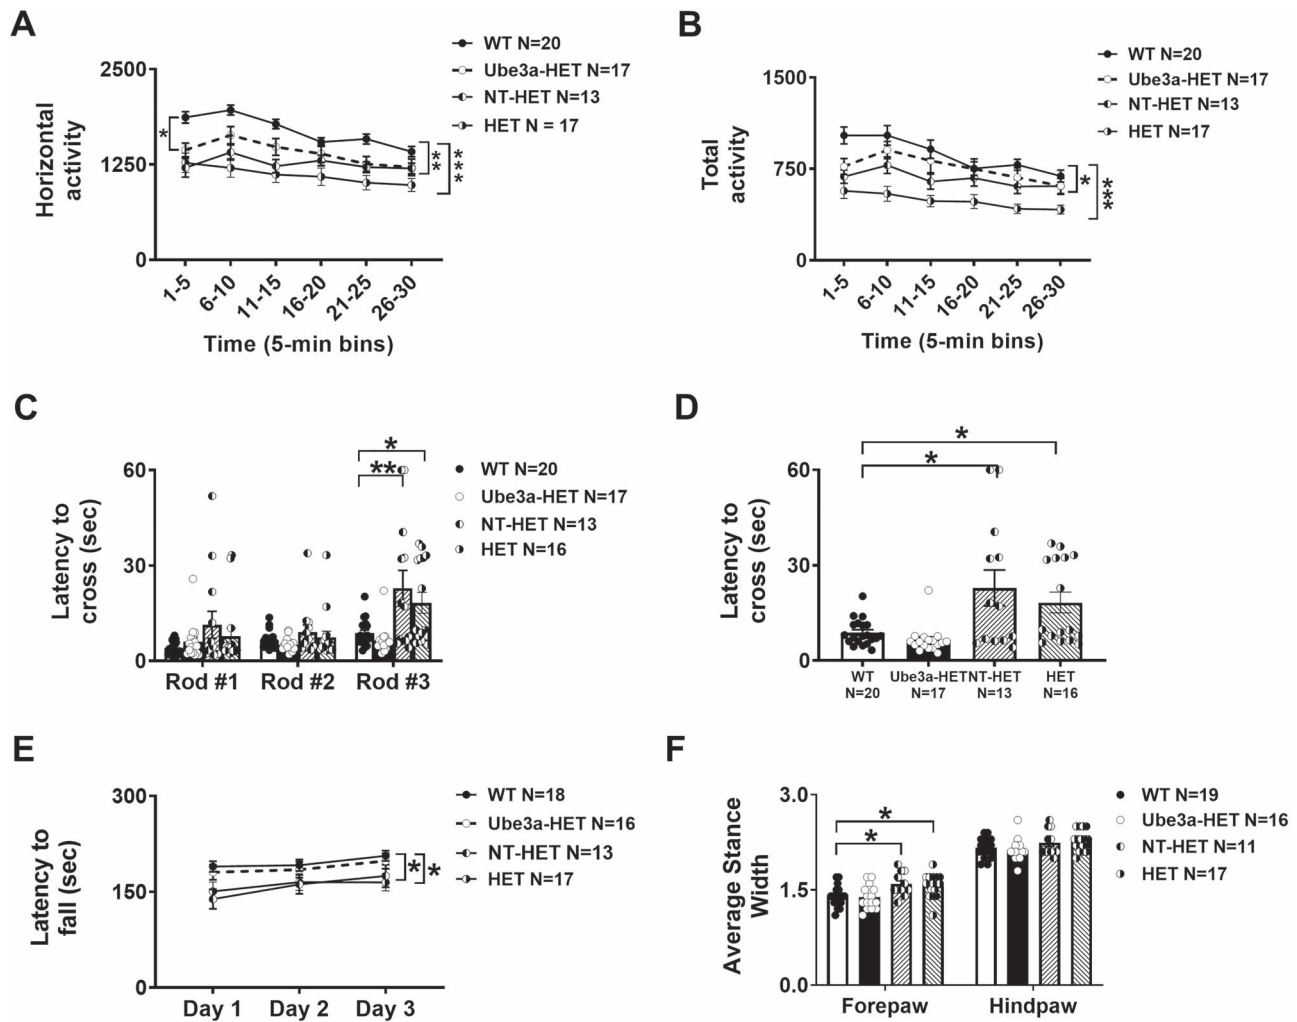 A
WT N=20
Ube3a-HET N=17
NT-HET N=13
HET N = 17
Horizontal
activity
2500
1250
0
*
**
***
1-5
6-10
11-15
16-20
21-25
26-30
Time (5-min bins)
B
WT N=20
Ube3a-HET N=17
NT-HET N=13
HET N=17
Total
activity
1500
750
0
*
***
1-5
6-10
11-15
16-20
21-25
26-30
Time (5-min bins)
C
WT N=20
Ube3a-HET N=17
NT-HET N=13
HET N=16
Latency to
cross (sec)
60
30
0
*
**
Rod #1
Rod #2
Rod #3
D
Latency to
cross (sec)
60
30
0
*
*
WT
N=20
Ube3a-HET
N=17
NT-HET
N=13
HET
N=16
E
WT N=18
Ube3a-HET N=16
NT-HET N=13
HET N=17
Latency to
fall (sec)
300
150
0
*
*
Day 1
Day 2
Day 3
F
WT N=19
Ube3a-HET N=16
NT-HET N=11
HET N=17
Average Stance
Width
3.0
1.5
0.0
*
*
Forepaw
Hindpaw